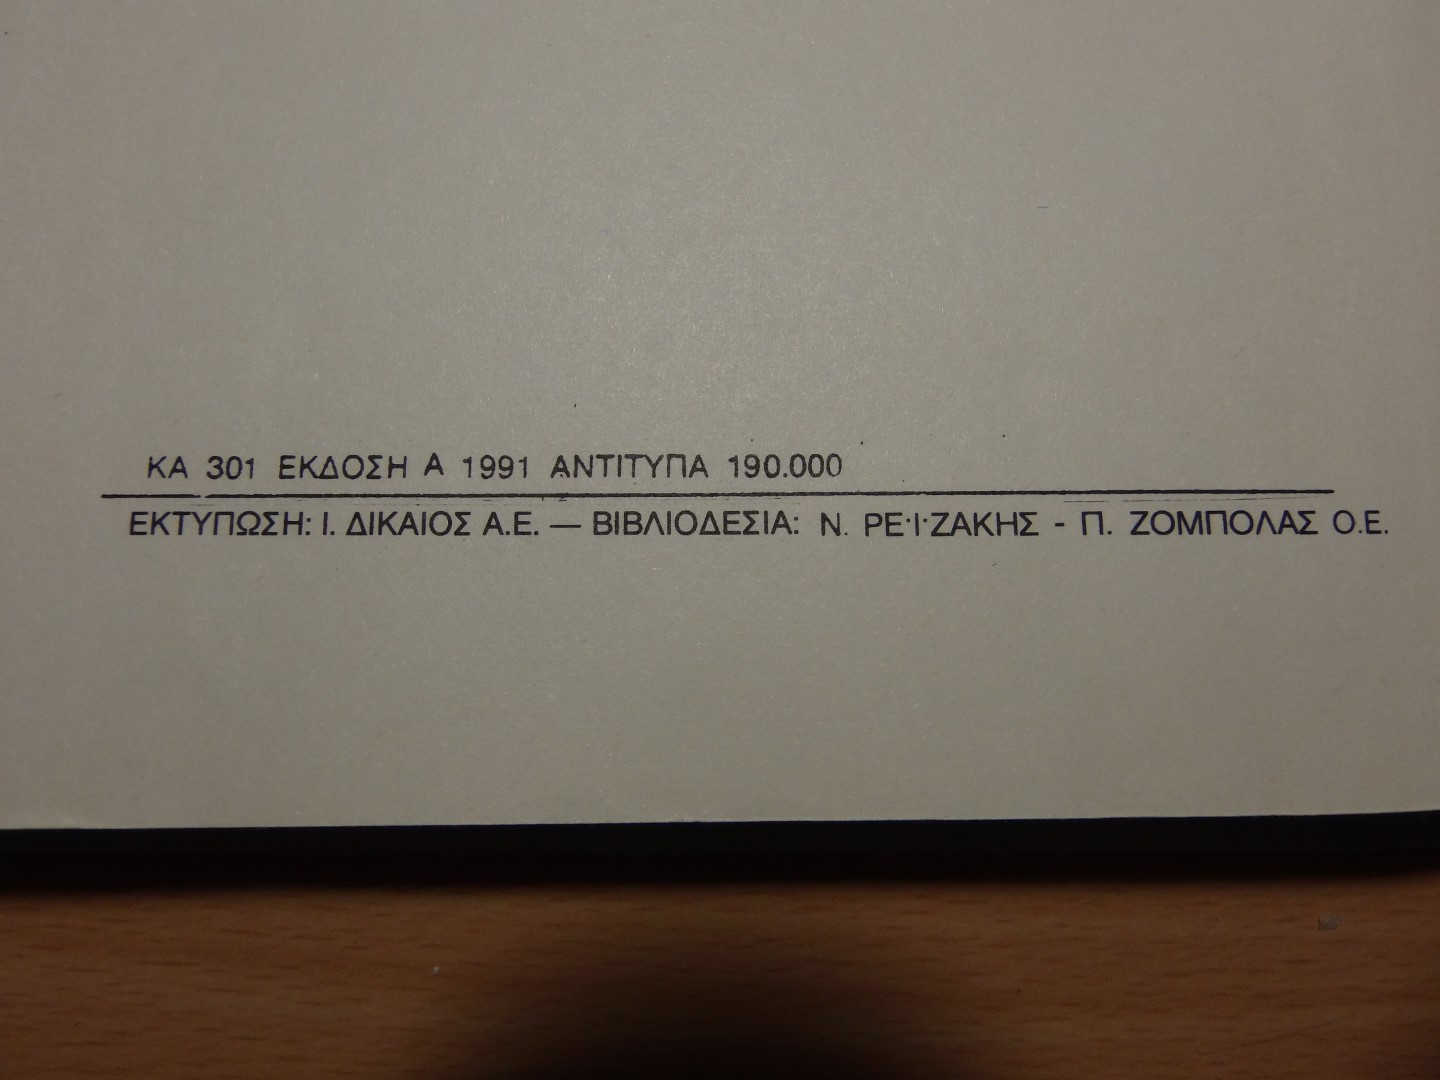 ΚΑ 301 ΕΚΔΟΣΗ Α 1991 ΑΝΤΙΤΥΠΑ 190.000
ΕΚΤΥΠΩΣΗ: Ι. ΔΙΚΑΙΟΣ Α.Ε. — ΒΙΒΛΙΟΔΕΣΙΑ: Ν. ΡΕ·Ι·ΖΑΚΗΣ - Π. ΖΟΜΠΟΛΑΣ Ο.Ε.